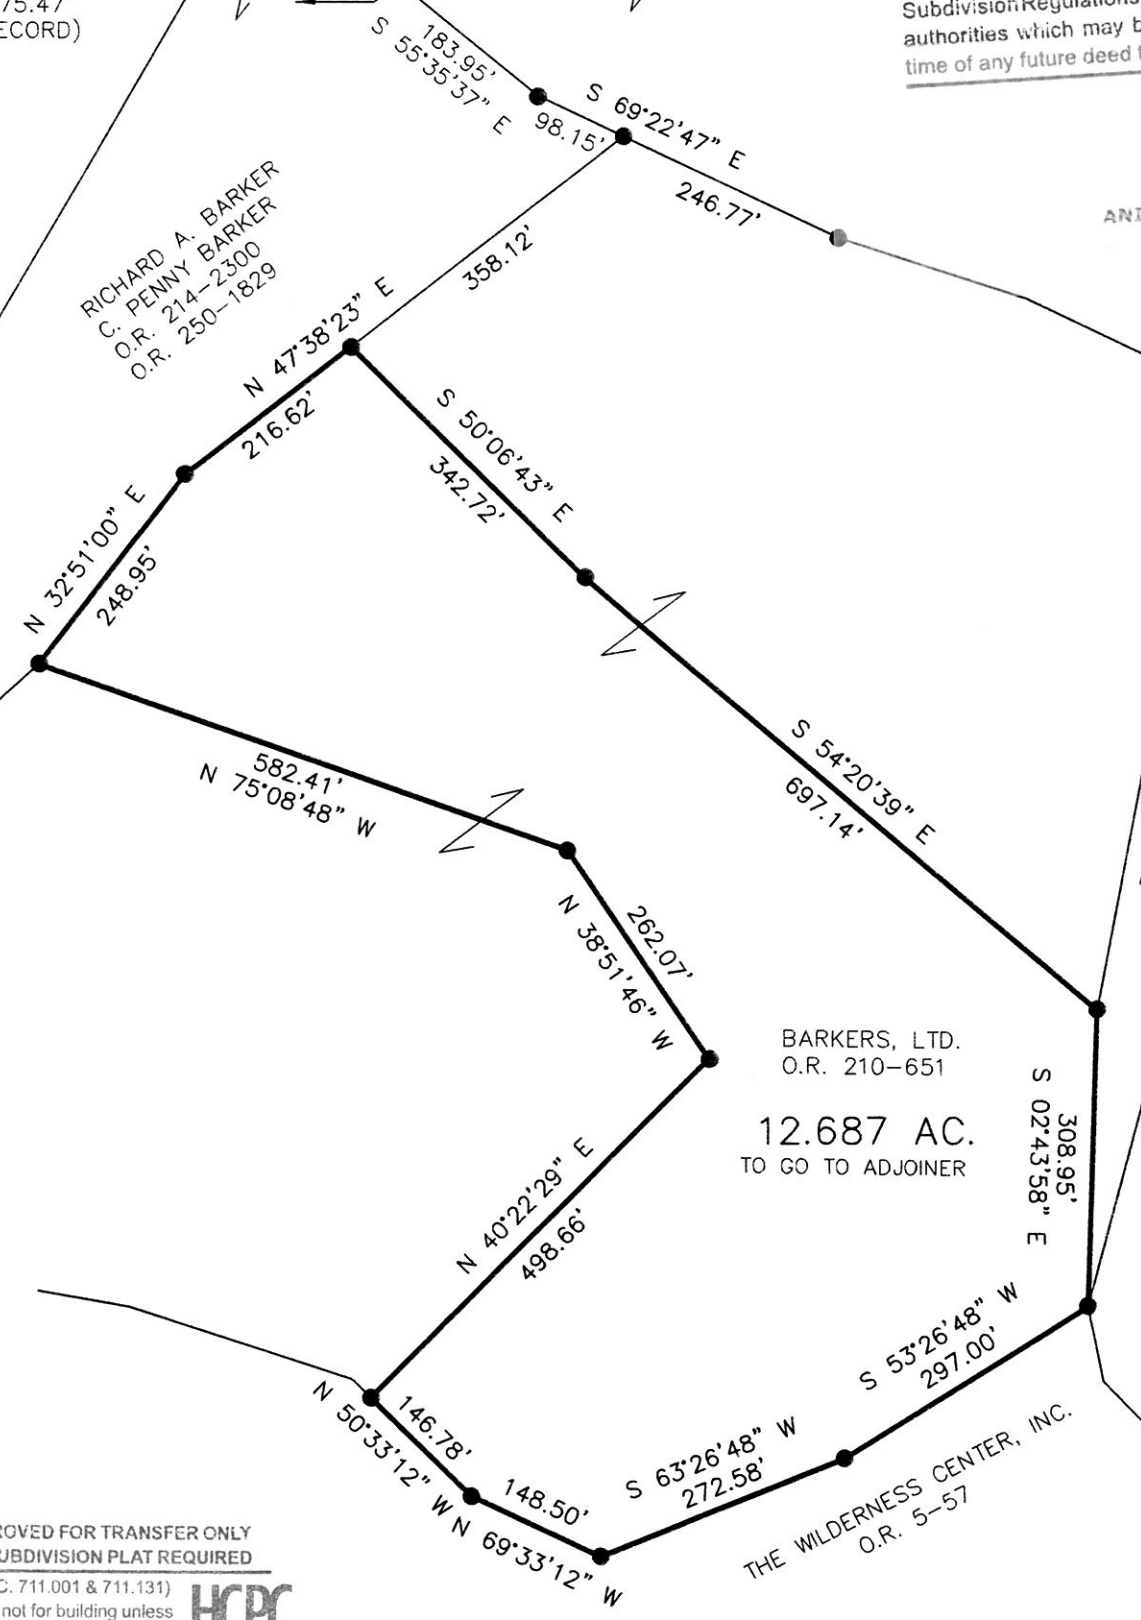 75.47
ECORD)
Subdivision Regulations
authorities which may b
time of any future deed t
183.95'
S 55°35'37" E
98.15'
S 69°22'47" E
246.77'
RICHARD A. BARKER
C. PENNY BARKER
O.R. 214-2300
O.R. 250-1829
358.12'
N 47°38'23" E
216.62'
S 50°06'43" E
342.72'
N 32°51'00" E
248.95'
S 54°20'39" E
697.14'
582.41'
N 75°08'48" W
262.07'
N 38°51'46" W
BARKERS, LTD.
O.R. 210-651
12.687 AC.
TO GO TO ADJOINER
308.95'
S 02°43'58" E
N 40°22'29" E
498.66'
S 53°26'48" W
297.00'
S 63°26'48" W
272.58'
146.78'
N 50°33'12" W
148.50'
N 69°33'12" W
THE WILDERNESS CENTER, INC.
O.R. 5-57
ROVED FOR TRANSFER ONLY
UBDIVISION PLAT REQUIRED
C. 711.001 & 711.131)
not for building unless
HCPC